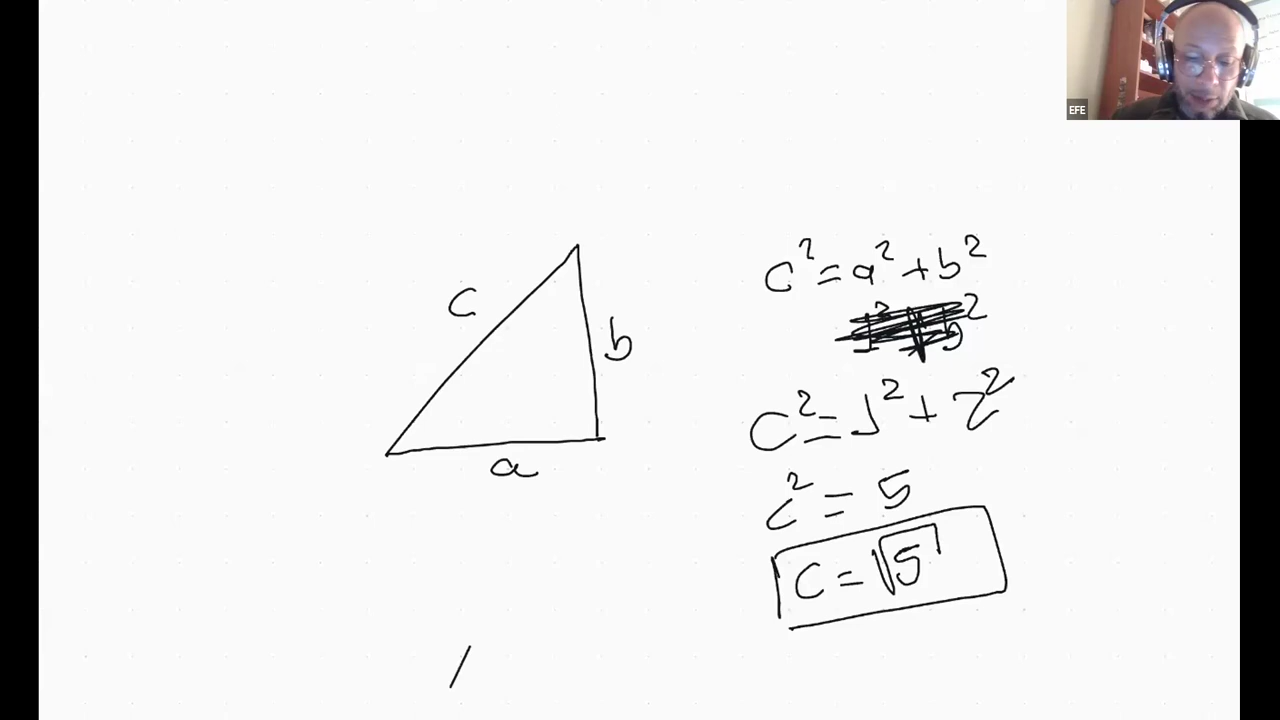 EFE
c² = a² + b²
c
b
c² = 1² + 2²
a
c² = 5
c = √5